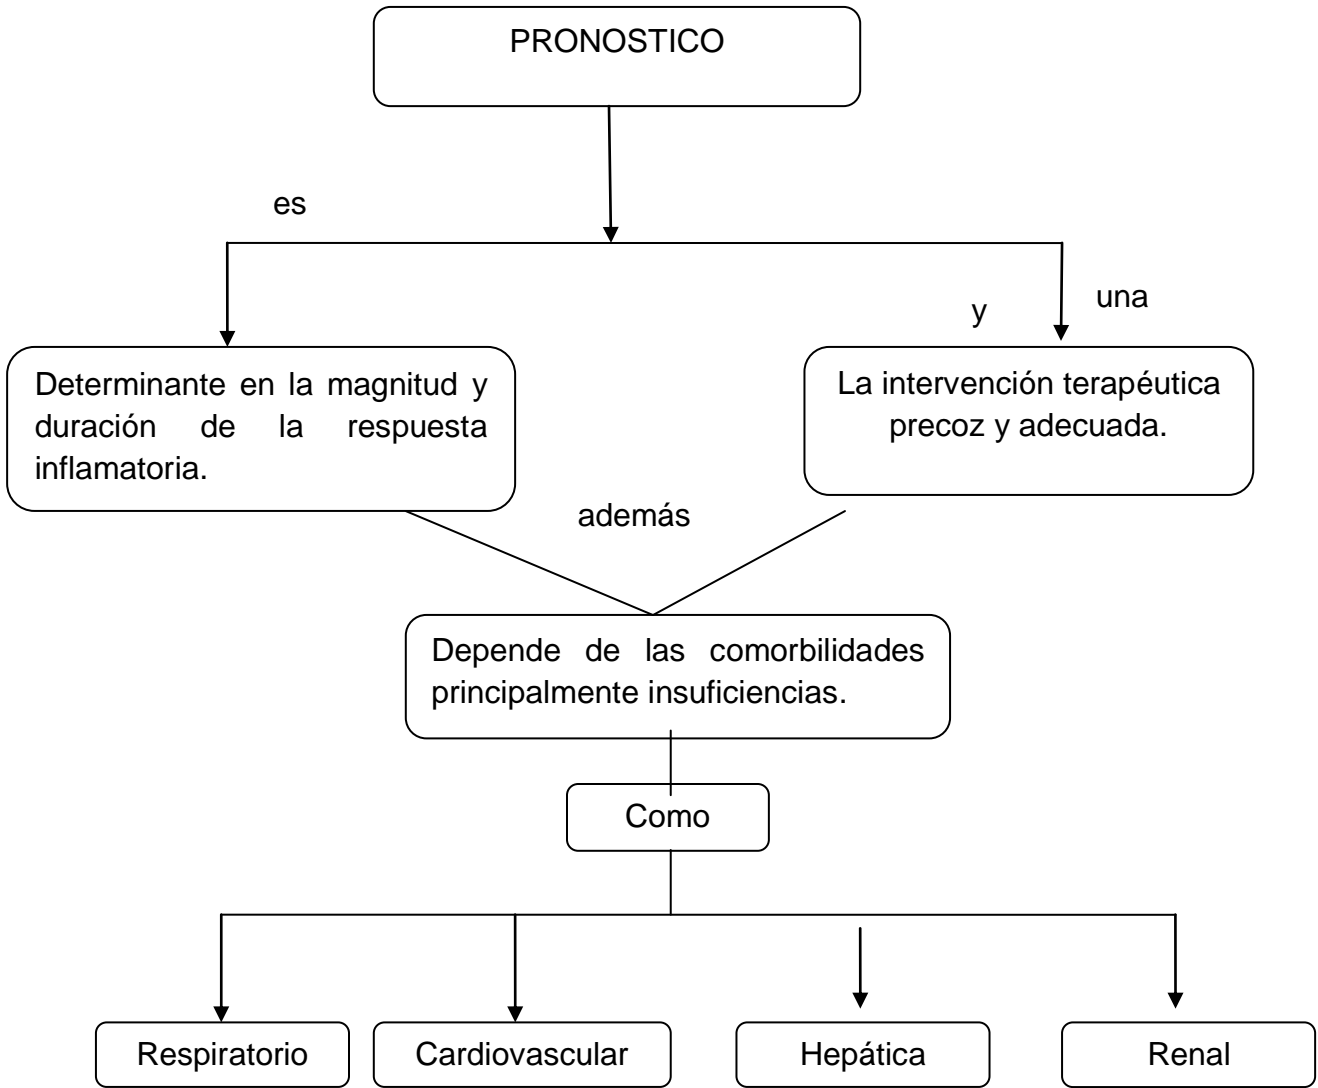 PRONOSTICO
es
una
y
Determinante en la magnitud y
duración de la respuesta
inflamatoria.
La intervención terapéutica
precoz y adecuada.
además
Depende de las comorbilidades
principalmente insuficiencias.
Como
Respiratorio
Cardiovascular
Hepática
Renal